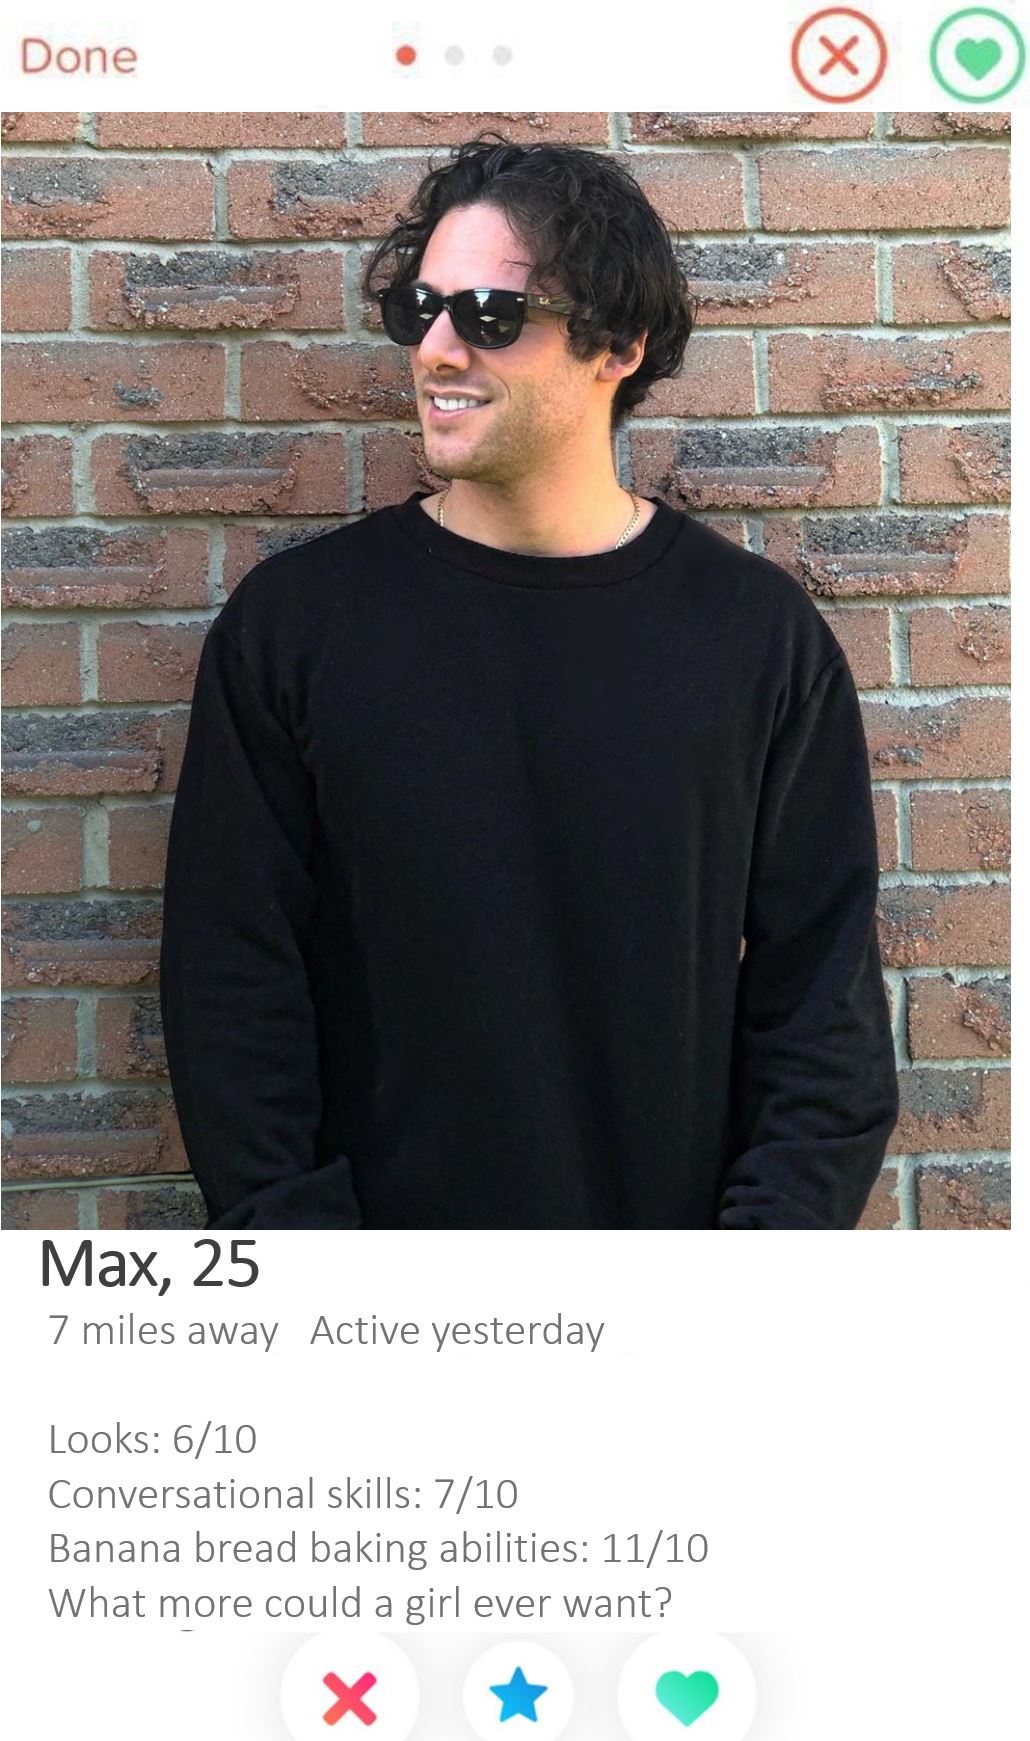 Done
Max, 25
7 miles away Active yesterday
Looks: 6/10
Conversational skills: 7/10
Banana bread baking abilities: 11/10
What more could a girl ever want?